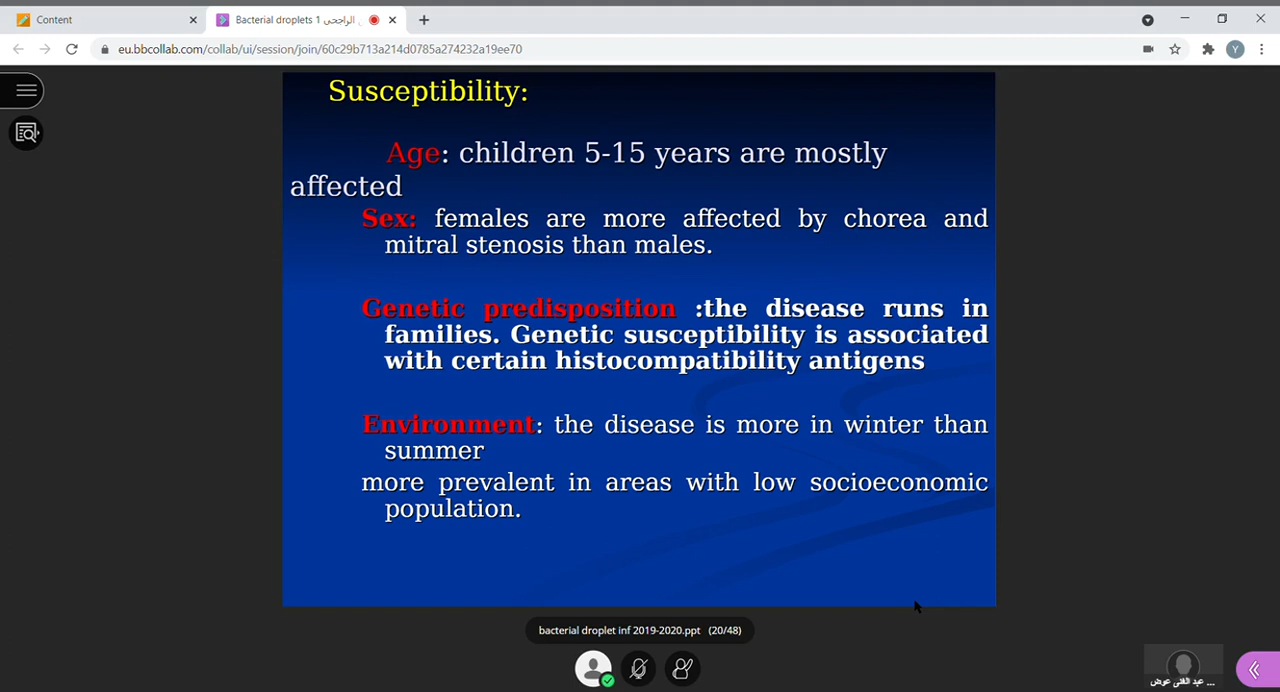 Content
Bacterial droplets 1 الراجحى
eu.bbcollab.com/collab/ui/session/join/60c29b713a214d0785a274232a19ee70
Y
Susceptibility:
Age: children 5-15 years are mostly
affected
Sex: females are more affected by chorea and
mitral stenosis than males.
Genetic predisposition :the disease runs in
families. Genetic susceptibility is associated
with certain histocompatibility antigens
Environment: the disease is more in winter than
summer
more prevalent in areas with low socioeconomic
population.
bacterial droplet inf 2019-2020.ppt (20/48)
عبد الغنى عوض ...